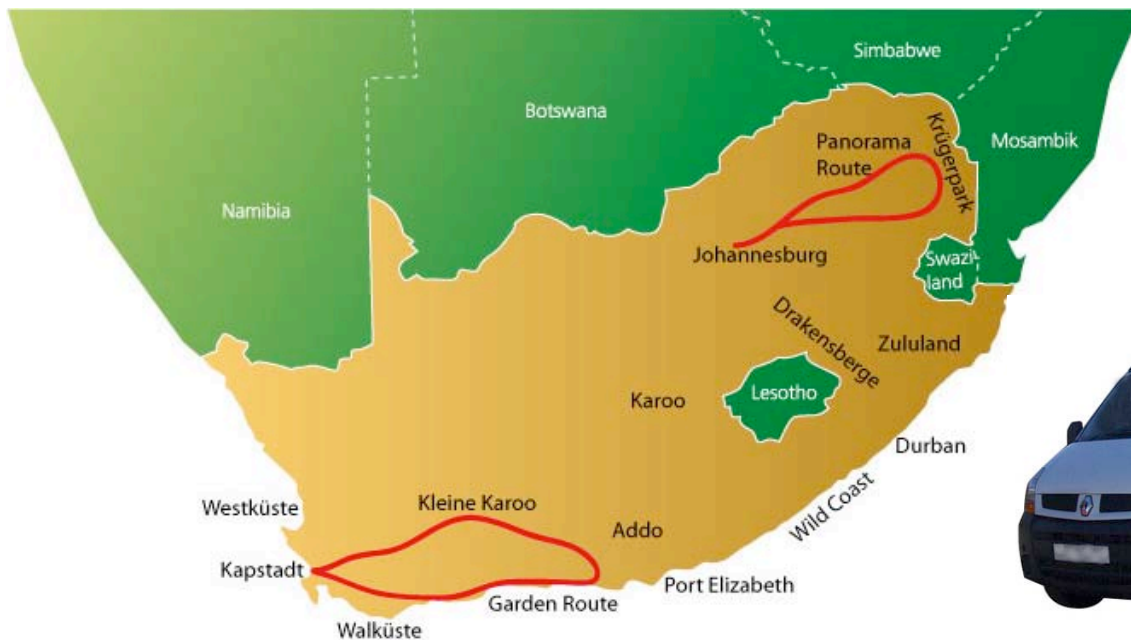 Simbabwe
Botswana
Mosambik
Krügerpark
Panorama
Route
Namibia
Johannesburg
Swazi-
land
Drakensberge
Zululand
Lesotho
Karoo
Durban
Wild Coast
Westküste
Kleine Karoo
Addo
Kapstadt
Port Elizabeth
Garden Route
Walküste